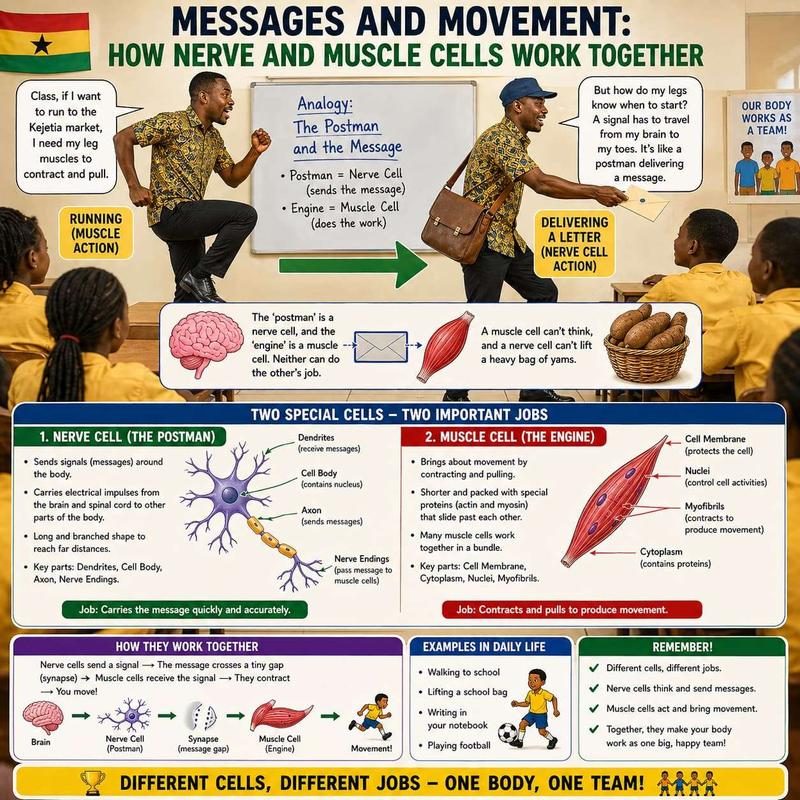 MESSAGES AND MOVEMENT:
HOW NERVE AND MUSCLE CELLS WORK TOGETHER
Class, if I want
to run to the
Kejetia market,
I need my leg
muscles to
contract and pull.
Analogy:
The Postman
and the Message
• Postman = Nerve Cell
(sends the message)
• Engine = Muscle Cell
(does the work)
But how do my legs
know when to start?
A signal has to travel
from my brain to
my toes. It's like a
postman delivering
a message.
OUR BODY
WORKS AS
A TEAM!
RUNNING
(MUSCLE
ACTION)
DELIVERING
A LETTER
(NERVE CELL
ACTION)
The 'postman' is a
nerve cell, and the
'engine' is a muscle
cell. Neither can do
the other's job.
A muscle cell can't think,
and a nerve cell can't lift
a heavy bag of yams.
TWO SPECIAL CELLS – TWO IMPORTANT JOBS
1. NERVE CELL (THE POSTMAN)
• Sends signals (messages) around
the body.
• Carries electrical impulses from
the brain and spinal cord to other
parts of the body.
• Long and branched shape to
reach far distances.
• Key parts: Dendrites, Cell Body,
Axon, Nerve Endings.
Dendrites
(receive messages)
Cell Body
(contains nucleus)
Axon
(sends messages)
Nerve Endings
(pass message to
muscle cells)
Job: Carries the message quickly and accurately.
2. MUSCLE CELL (THE ENGINE)
• Brings about movement by
contracting and pulling.
• Shorter and packed with special
proteins (actin and myosin)
that slide past each other.
• Many muscle cells work
together in a bundle.
• Key parts: Cell Membrane,
Cytoplasm, Nuclei, Myofibrils.
Cell Membrane
(protects the cell)
Nuclei
(control cell activities)
Myofibrils
(contracts to
produce movement)
Cytoplasm
(contains proteins)
Job: Contracts and pulls to produce movement.
HOW THEY WORK TOGETHER
Nerve cells send a signal → The message crosses a tiny gap
(synapse) → Muscle cells receive the signal → They contract
→ You move!
Brain
Nerve Cell
(Postman)
Synapse
(message gap)
Muscle Cell
(Engine)
Movement!
EXAMPLES IN DAILY LIFE
• Walking to school
• Lifting a school bag
• Writing in
your notebook
• Playing football
REMEMBER!
✓ Different cells, different jobs.
✓ Nerve cells think and send messages.
✓ Muscle cells act and bring movement.
✓ Together, they make your body
work as one big, happy team!
DIFFERENT CELLS, DIFFERENT JOBS – ONE BODY, ONE TEAM!